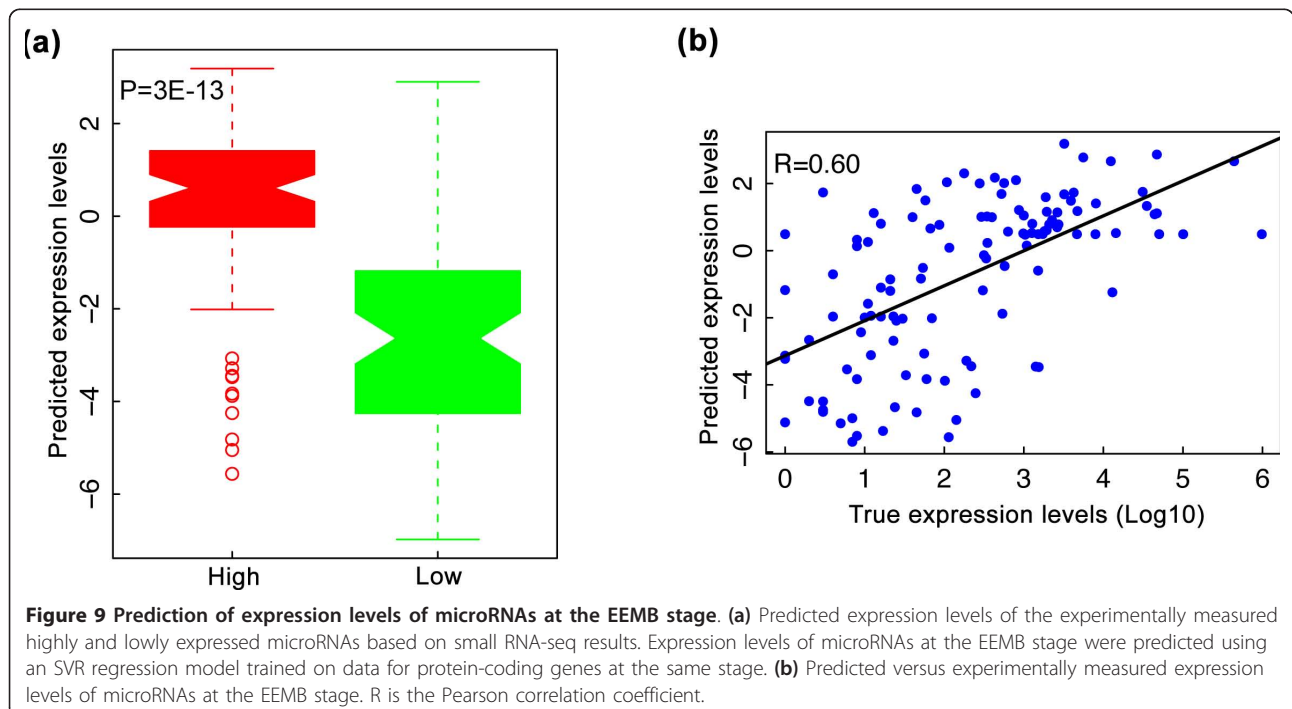 (a)
P=3E-13
Predicted expression levels
2
0
−2
−4
−6
High
Low
(b)
R=0.60
Predicted expression levels
2
0
−2
−4
−6
0 1 2 3 4 5 6
True expression levels (Log10)
Figure 9 Prediction of expression levels of microRNAs at the EEMB stage. (a) Predicted expression levels of the experimentally measured
highly and lowly expressed microRNAs based on small RNA-seq results. Expression levels of microRNAs at the EEMB stage were predicted using
an SVR regression model trained on data for protein-coding genes at the same stage. (b) Predicted versus experimentally measured expression
levels of microRNAs at the EEMB stage. R is the Pearson correlation coefficient.